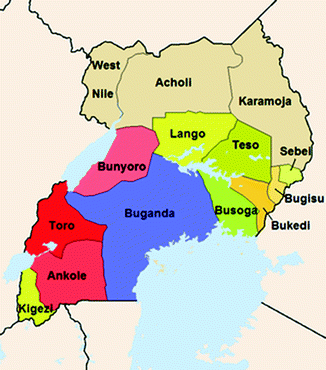 West
Nile
Acholi
Karamoja
Lango
Teso
Sebei
Bunyoro
Bugisu
Buganda
Busoga
Bukedi
Toro
Ankole
Kigezi